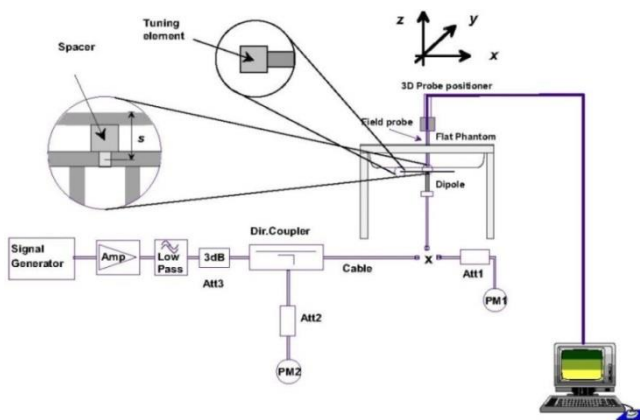 Tuning
element
Spacer
s
z
y
x
3D Probe positioner
Field probe
Flat Phantom
Dipole
Signal
Generator
Amp
Low
Pass
3dB
Att3
Dir.Coupler
Cable
x
Att1
PM1
Att2
PM2